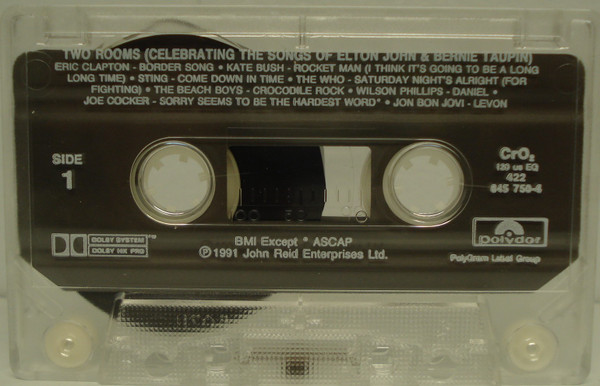 TWO ROOMS (CELEBRATING THE SONGS OF ELTON JOHN & BERNIE TAUPIN)
ERIC CLAPTON - BORDER SONG • KATE BUSH - ROCKET MAN (I THINK IT'S GOING TO BE A LONG
LONG TIME) • STING - COME DOWN IN TIME • THE WHO - SATURDAY NIGHT'S ALRIGHT (FOR
FIGHTING) • THE BEACH BOYS - CROCODILE ROCK • WILSON PHILLIPS - DANIEL •
JOE COCKER - SORRY SEEMS TO BE THE HARDEST WORD* • JON BON JOVI - LEVON
SIDE
1
CrO₂
120 us EQ
422
845 750-4
DOLBY SYSTEM™
DOLBY HX PRO
BMI Except * ASCAP
℗1991 John Reid Enterprises Ltd.
Polydor
PolyGram Label Group